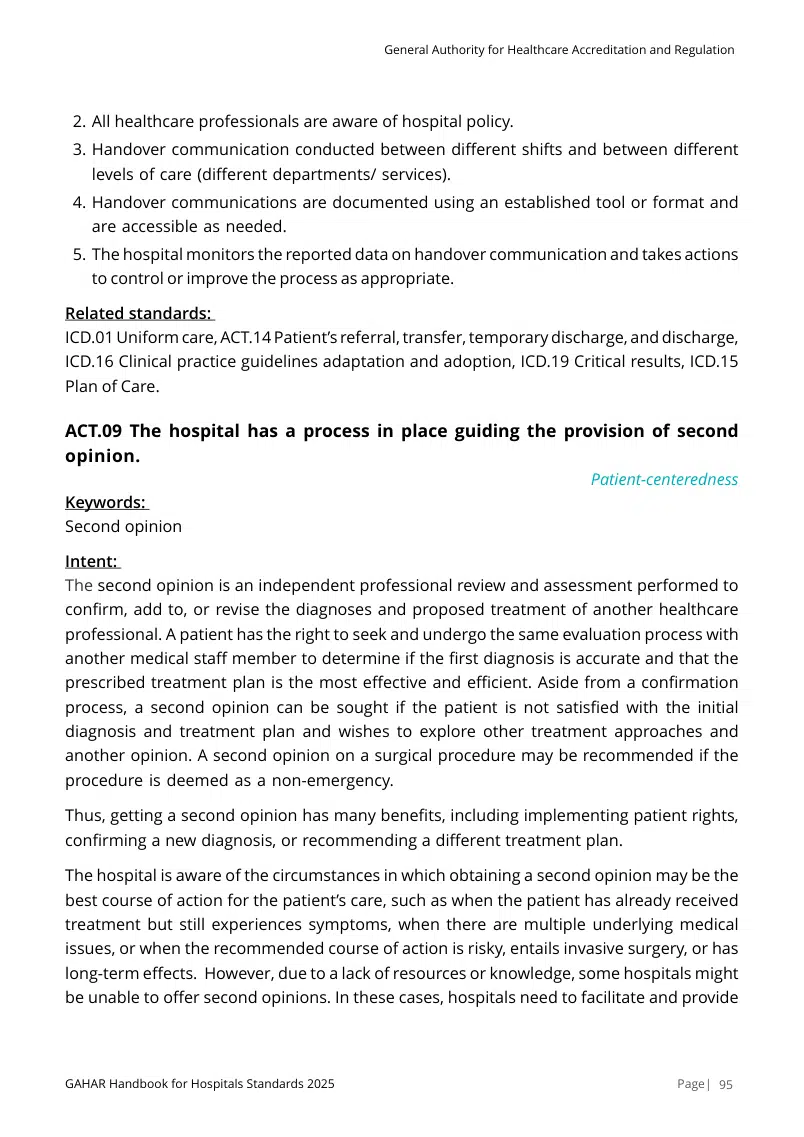 General Authority for Healthcare Accreditation and Regulation
2. All healthcare professionals are aware of hospital policy.
3. Handover communication conducted between different shifts and between different
levels of care (different departments/ services).
4. Handover communications are documented using an established tool or format and
are accessible as needed.
5. The hospital monitors the reported data on handover communication and takes actions
to control or improve the process as appropriate.
Related standards:
ICD.01 Uniform care, ACT.14 Patient’s referral, transfer, temporary discharge, and discharge,
ICD.16 Clinical practice guidelines adaptation and adoption, ICD.19 Critical results, ICD.15
Plan of Care.
ACT.09 The hospital has a process in place guiding the provision of second
opinion.
Patient-centeredness
Keywords:
Second opinion
Intent:
The second opinion is an independent professional review and assessment performed to
confirm, add to, or revise the diagnoses and proposed treatment of another healthcare
professional. A patient has the right to seek and undergo the same evaluation process with
another medical staff member to determine if the first diagnosis is accurate and that the
prescribed treatment plan is the most effective and efficient. Aside from a confirmation
process, a second opinion can be sought if the patient is not satisfied with the initial
diagnosis and treatment plan and wishes to explore other treatment approaches and
another opinion. A second opinion on a surgical procedure may be recommended if the
procedure is deemed as a non-emergency.
Thus, getting a second opinion has many benefits, including implementing patient rights,
confirming a new diagnosis, or recommending a different treatment plan.
The hospital is aware of the circumstances in which obtaining a second opinion may be the
best course of action for the patient’s care, such as when the patient has already received
treatment but still experiences symptoms, when there are multiple underlying medical
issues, or when the recommended course of action is risky, entails invasive surgery, or has
long-term effects. However, due to a lack of resources or knowledge, some hospitals might
be unable to offer second opinions. In these cases, hospitals need to facilitate and provide
GAHAR Handbook for Hospitals Standards 2025
Page| 95